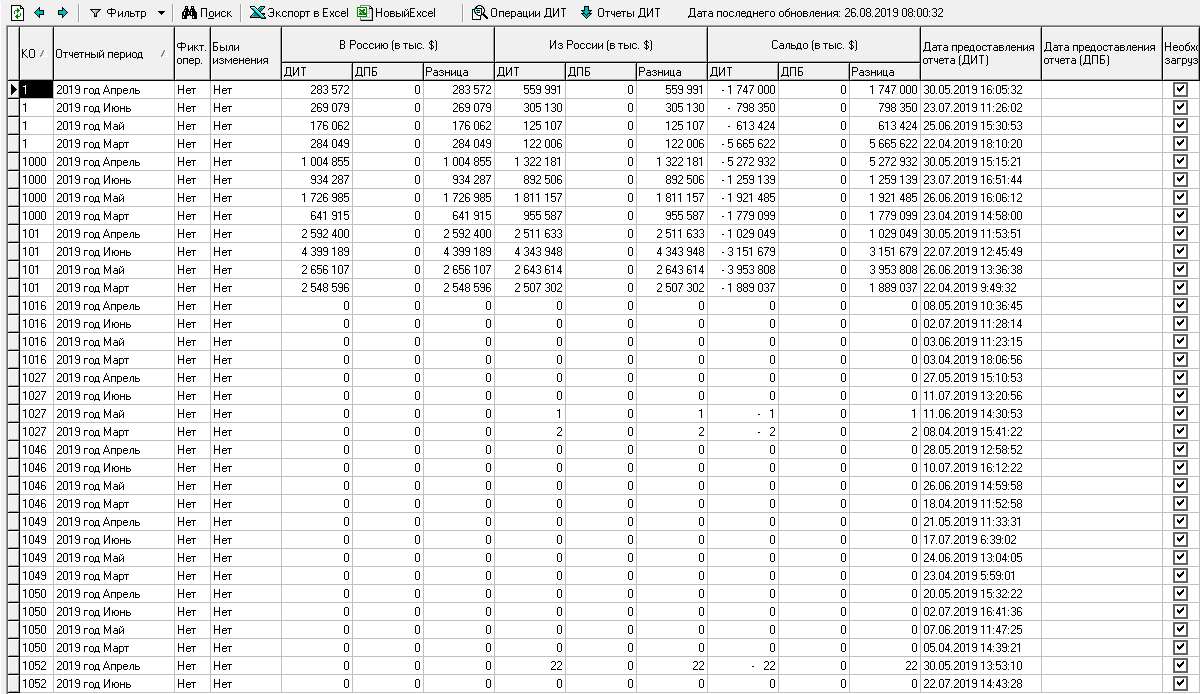 Фильтр Поиск Экспорт в Excel НовыйExcel Операции ДИТ Отчеты ДИТ Дата последнего обновления: 26.08.2019 08:00:32
КО Отчетный период Фикт. опер. Были изменения В Россию (в тыс. $) Из России (в тыс. $) Сальдо (в тыс. $) Дата предоставления отчета (ДИТ) Дата предоставления отчета (ДПБ) Необхо загруз
ДИТ ДПБ Разница ДИТ ДПБ Разница ДИТ ДПБ Разница
1 2019 год Апрель Нет Нет 283 572 0 283 572 559 991 0 559 991 - 1 747 000 0 1 747 000 30.05.2019 16:05:32
1 2019 год Июнь Нет Нет 269 079 0 269 079 305 130 0 305 130 - 798 350 0 798 350 23.07.2019 11:26:02
1 2019 год Май Нет Нет 176 062 0 176 062 125 107 0 125 107 - 613 424 0 613 424 25.06.2019 15:30:53
1 2019 год Март Нет Нет 284 049 0 284 049 122 006 0 122 006 - 5 665 622 0 5 665 622 22.04.2019 18:10:20
1000 2019 год Апрель Нет Нет 1 004 855 0 1 004 855 1 322 181 0 1 322 181 - 5 272 932 0 5 272 932 30.05.2019 15:15:21
1000 2019 год Июнь Нет Нет 934 287 0 934 287 892 506 0 892 506 - 1 259 139 0 1 259 139 23.07.2019 16:51:44
1000 2019 год Май Нет Нет 1 726 985 0 1 726 985 1 811 157 0 1 811 157 - 1 921 485 0 1 921 485 26.06.2019 16:06:12
1000 2019 год Март Нет Нет 641 915 0 641 915 955 587 0 955 587 - 1 779 099 0 1 779 099 23.04.2019 14:58:00
101 2019 год Апрель Нет Нет 2 592 400 0 2 592 400 2 511 633 0 2 511 633 - 1 029 049 0 1 029 049 30.05.2019 11:53:51
101 2019 год Июнь Нет Нет 4 399 189 0 4 399 189 4 343 948 0 4 343 948 - 3 151 679 0 3 151 679 22.07.2019 12:45:49
101 2019 год Май Нет Нет 2 656 107 0 2 656 107 2 643 614 0 2 643 614 - 3 953 808 0 3 953 808 26.06.2019 13:36:38
101 2019 год Март Нет Нет 2 548 596 0 2 548 596 2 507 302 0 2 507 302 - 1 889 037 0 1 889 037 22.04.2019 9:49:32
1016 2019 год Апрель Нет Нет 0 0 0 0 0 0 0 0 0 08.05.2019 10:36:45
1016 2019 год Июнь Нет Нет 0 0 0 0 0 0 0 0 0 02.07.2019 11:28:14
1016 2019 год Май Нет Нет 0 0 0 0 0 0 0 0 0 03.06.2019 11:23:15
1016 2019 год Март Нет Нет 0 0 0 0 0 0 0 0 0 03.04.2019 18:06:56
1027 2019 год Апрель Нет Нет 0 0 0 0 0 0 0 0 0 27.05.2019 15:10:53
1027 2019 год Июнь Нет Нет 0 0 0 0 0 0 0 0 0 11.07.2019 13:20:56
1027 2019 год Май Нет Нет 0 0 0 1 0 1 - 1 0 1 11.06.2019 14:30:53
1027 2019 год Март Нет Нет 0 0 0 2 0 2 - 2 0 2 08.04.2019 15:41:22
1046 2019 год Апрель Нет Нет 0 0 0 0 0 0 0 0 0 28.05.2019 12:58:52
1046 2019 год Июнь Нет Нет 0 0 0 0 0 0 0 0 0 10.07.2019 16:12:22
1046 2019 год Май Нет Нет 0 0 0 0 0 0 0 0 0 26.06.2019 14:59:58
1046 2019 год Март Нет Нет 0 0 0 0 0 0 0 0 0 18.04.2019 11:52:58
1049 2019 год Апрель Нет Нет 0 0 0 0 0 0 0 0 0 21.05.2019 11:33:31
1049 2019 год Июнь Нет Нет 0 0 0 0 0 0 0 0 0 17.07.2019 6:39:02
1049 2019 год Май Нет Нет 0 0 0 0 0 0 0 0 0 24.06.2019 13:04:05
1049 2019 год Март Нет Нет 0 0 0 0 0 0 0 0 0 23.04.2019 5:59:01
1050 2019 год Апрель Нет Нет 0 0 0 0 0 0 0 0 0 20.05.2019 15:32:22
1050 2019 год Июнь Нет Нет 0 0 0 0 0 0 0 0 0 02.07.2019 16:41:36
1050 2019 год Май Нет Нет 0 0 0 0 0 0 0 0 0 07.06.2019 11:47:25
1050 2019 год Март Нет Нет 0 0 0 0 0 0 0 0 0 05.04.2019 14:39:21
1052 2019 год Апрель Нет Нет 0 0 0 22 0 22 - 22 0 22 30.05.2019 13:53:10
1052 2019 год Июнь Нет Нет 0 0 0 0 0 0 0 0 0 22.07.2019 14:43:28